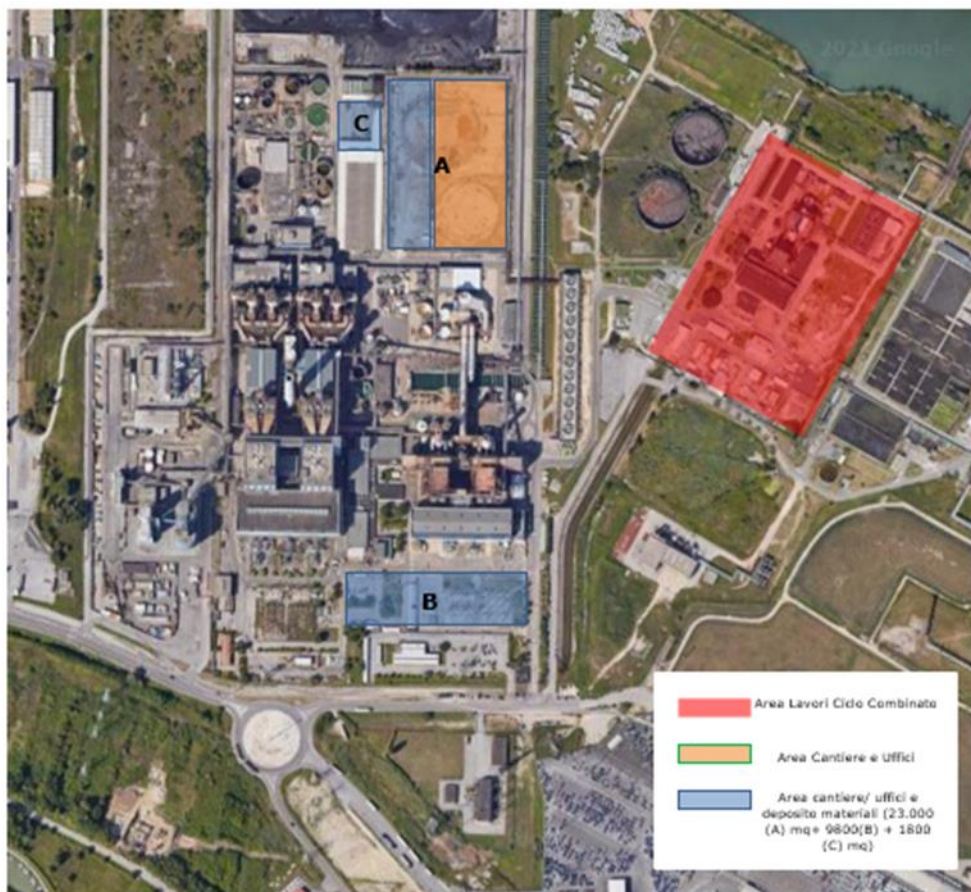 © 2021 Google
C
A
B
Area Lavori Ciclo Combinato
Area Cantiere e Uffici
Area cantiere/ uffici e
deposito materiali (23.000
(A) mq+ 9800(B) + 1800
(C) mq)